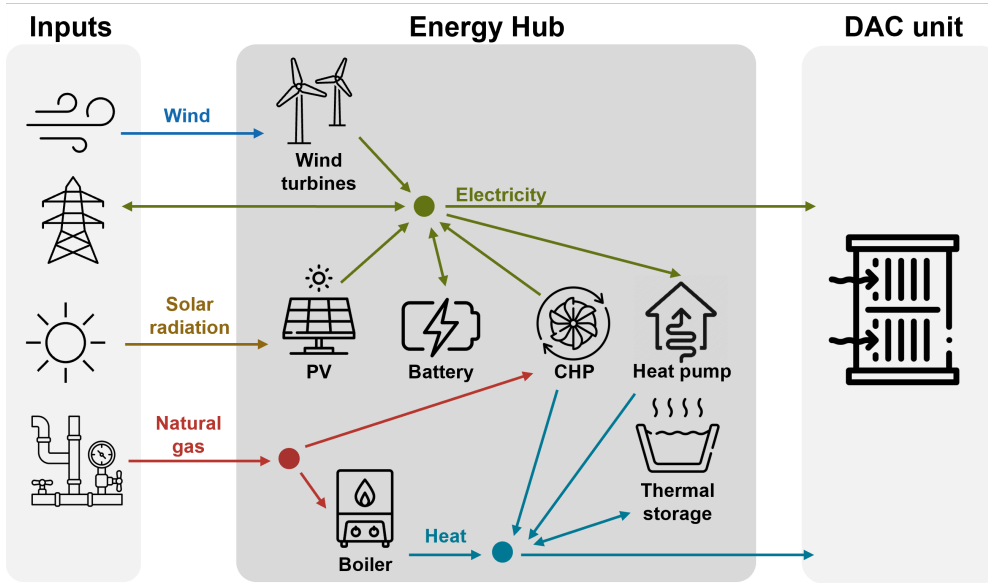 Inputs
Energy Hub
DAC unit
Wind
Wind
turbines
Electricity
Solar
radiation
PV
Battery
CHP
Heat pump
Natural
gas
Thermal
storage
Heat
Boiler